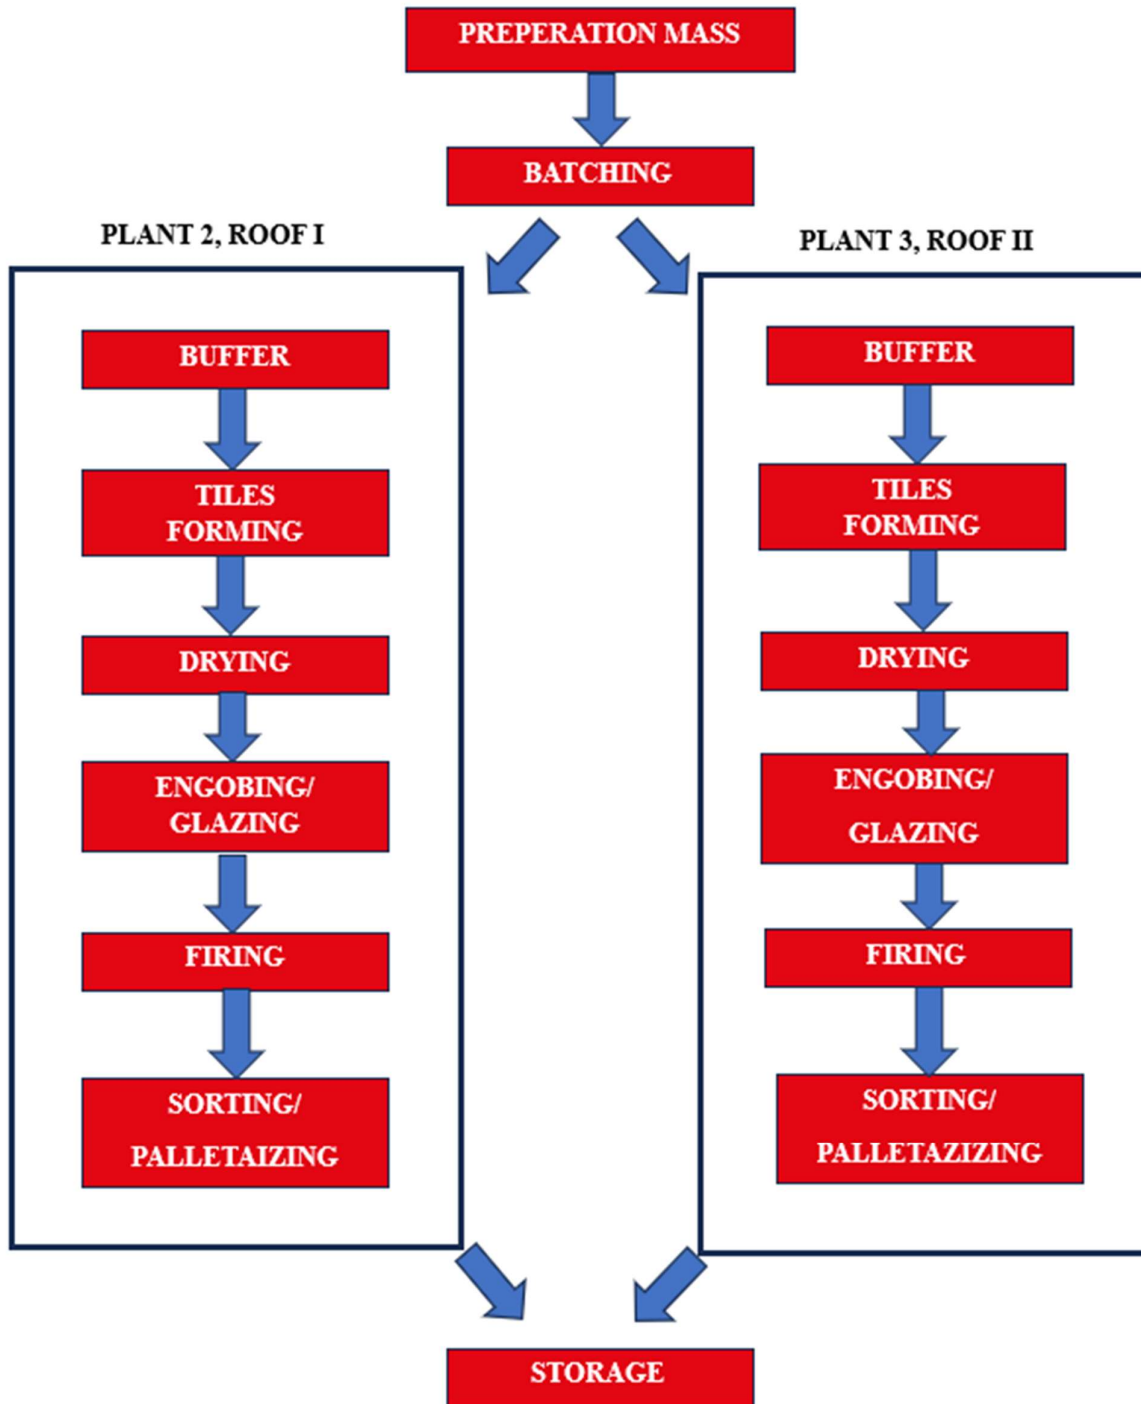 PREPERATION MASS
BATCHING
PLANT 2, ROOF I
BUFFER
TILES
FORMING
DRYING
ENGOBING/
GLAZING
FIRING
SORTING/
PALLETAIZING
PLANT 3, ROOF II
BUFFER
TILES
FORMING
DRYING
ENGOBING/
GLAZING
FIRING
SORTING/
PALLETAZIZING
STORAGE